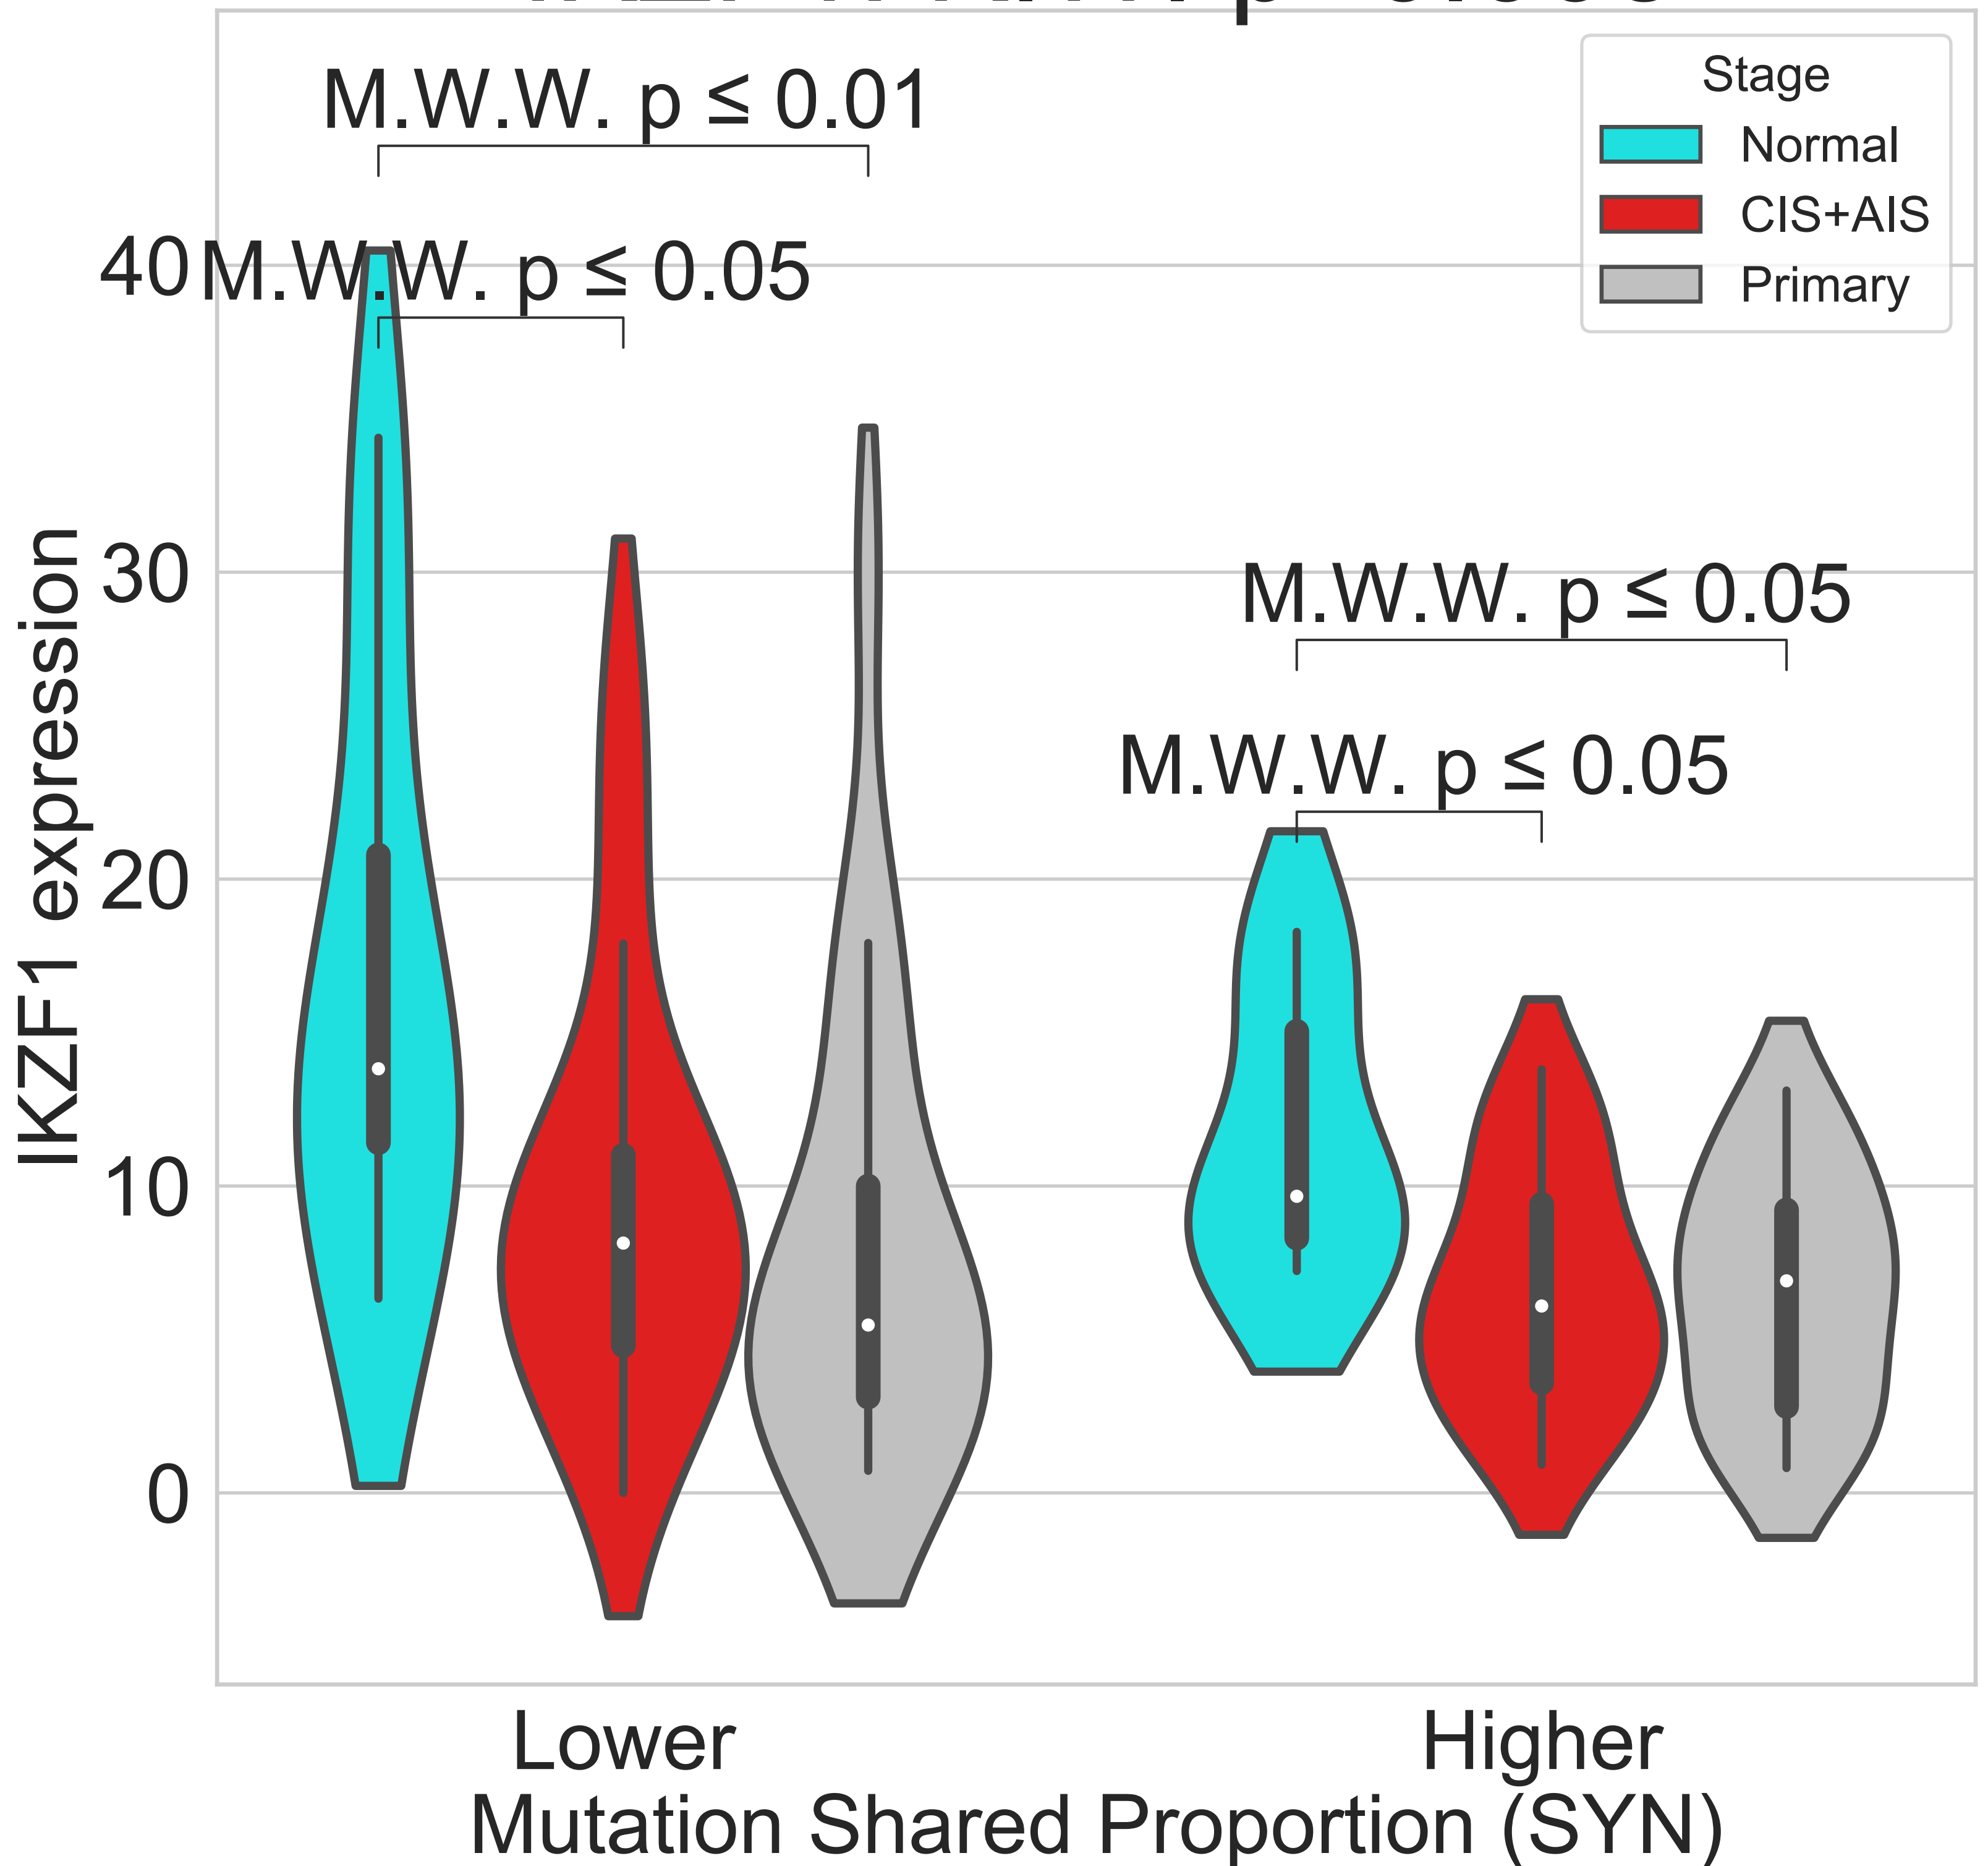 M.W.W. p ≤ 0.01
M.W.W. p ≤ 0.05
M.W.W. p ≤ 0.05
M.W.W. p ≤ 0.05
Stage
Normal
CIS+AIS
Primary
IKZF1 expression
40
30
20
10
0
Lower
Higher
Mutation Shared Proportion (SYN)